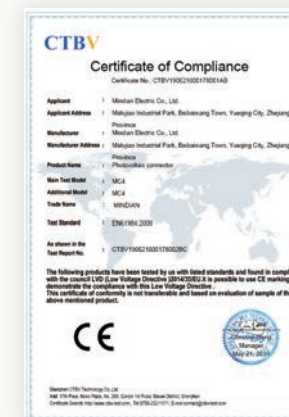 CTBV
Certificate of Compliance
Certificate No.: CTBV190521000178001AB
Applicant : Mindian Electric Co., Ltd.
Applicant Address : Malujiao Industrial Park, Beibaixiang Town, Yueqing City, Zhejiang
Province
Manufacturer : Mindian Electric Co., Ltd.
Manufacturer Address : Malujiao Industrial Park, Beibaixiang Town, Yueqing City, Zhejiang
Province
Product Name : Photovoltaic connector
Main Test Model : MC4
Additional Model : MC4
Trade Name : MINDIAN
Test Standard :
As shown in the
Test Report No. : CTBV190521000178002BC
The following products have been tested by us with listed standards and found in compli
with the council LVD (Low Voltage Directive )2014/35/EU.It is possible to use CE marking
demonstrate the compliance with this Low Voltage Directive .
This certificate of conformity is not transferable and based on evaluation of sample of th
above mentioned product.
CE
Manager
May 21, 2019